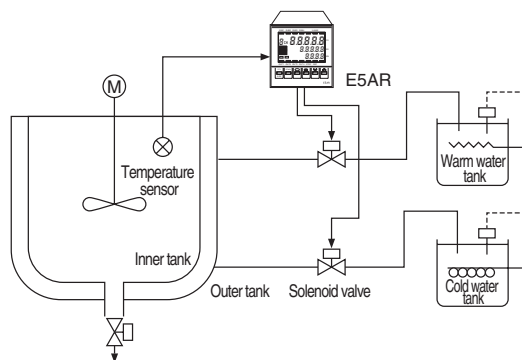 E5AR
M
Temperature
sensor
Warm water
tank
Inner tank
Outer tank
Solenoid valve
Cold water
tank